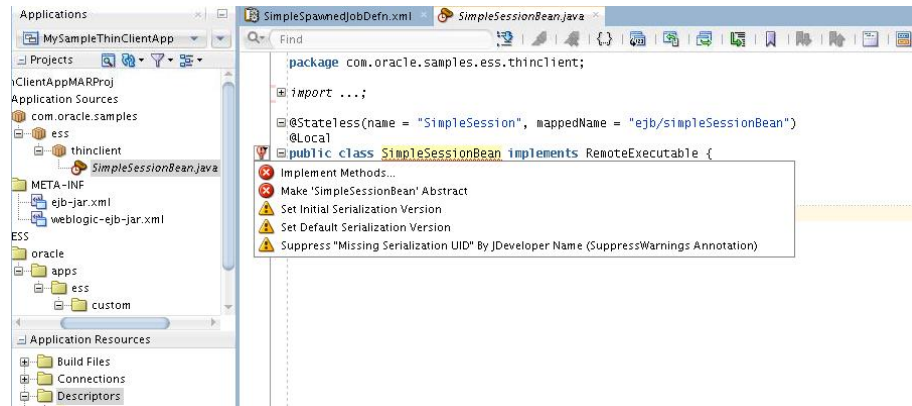 Applications
MySampleThinClientApp
Projects
ClientAppMARProj
Application Sources
com.oracle.samples
ess
thinclient
SimpleSessionBean.java
META-INF
ejb-jar.xml
weblogic-ejb-jar.xml
ESS
oracle
apps
ess
custom
Application Resources
Build Files
Connections
Descriptors
SimpleSpawnedJobDefn.xml
SimpleSessionBean.java
Find
package com.oracle.samples.ess.thinclient;
import ...;
@Stateless(name = "SimpleSession", mappedName = "ejb/simpleSessionBean")
@Local
public class SimpleSessionBean implements RemoteExecutable {
Implement Methods...
Make 'SimpleSessionBean' Abstract
Set Initial Serialization Version
Set Default Serialization Version
Suppress "Missing Serialization UID" By JDeveloper Name (SuppressWarnings Annotation)